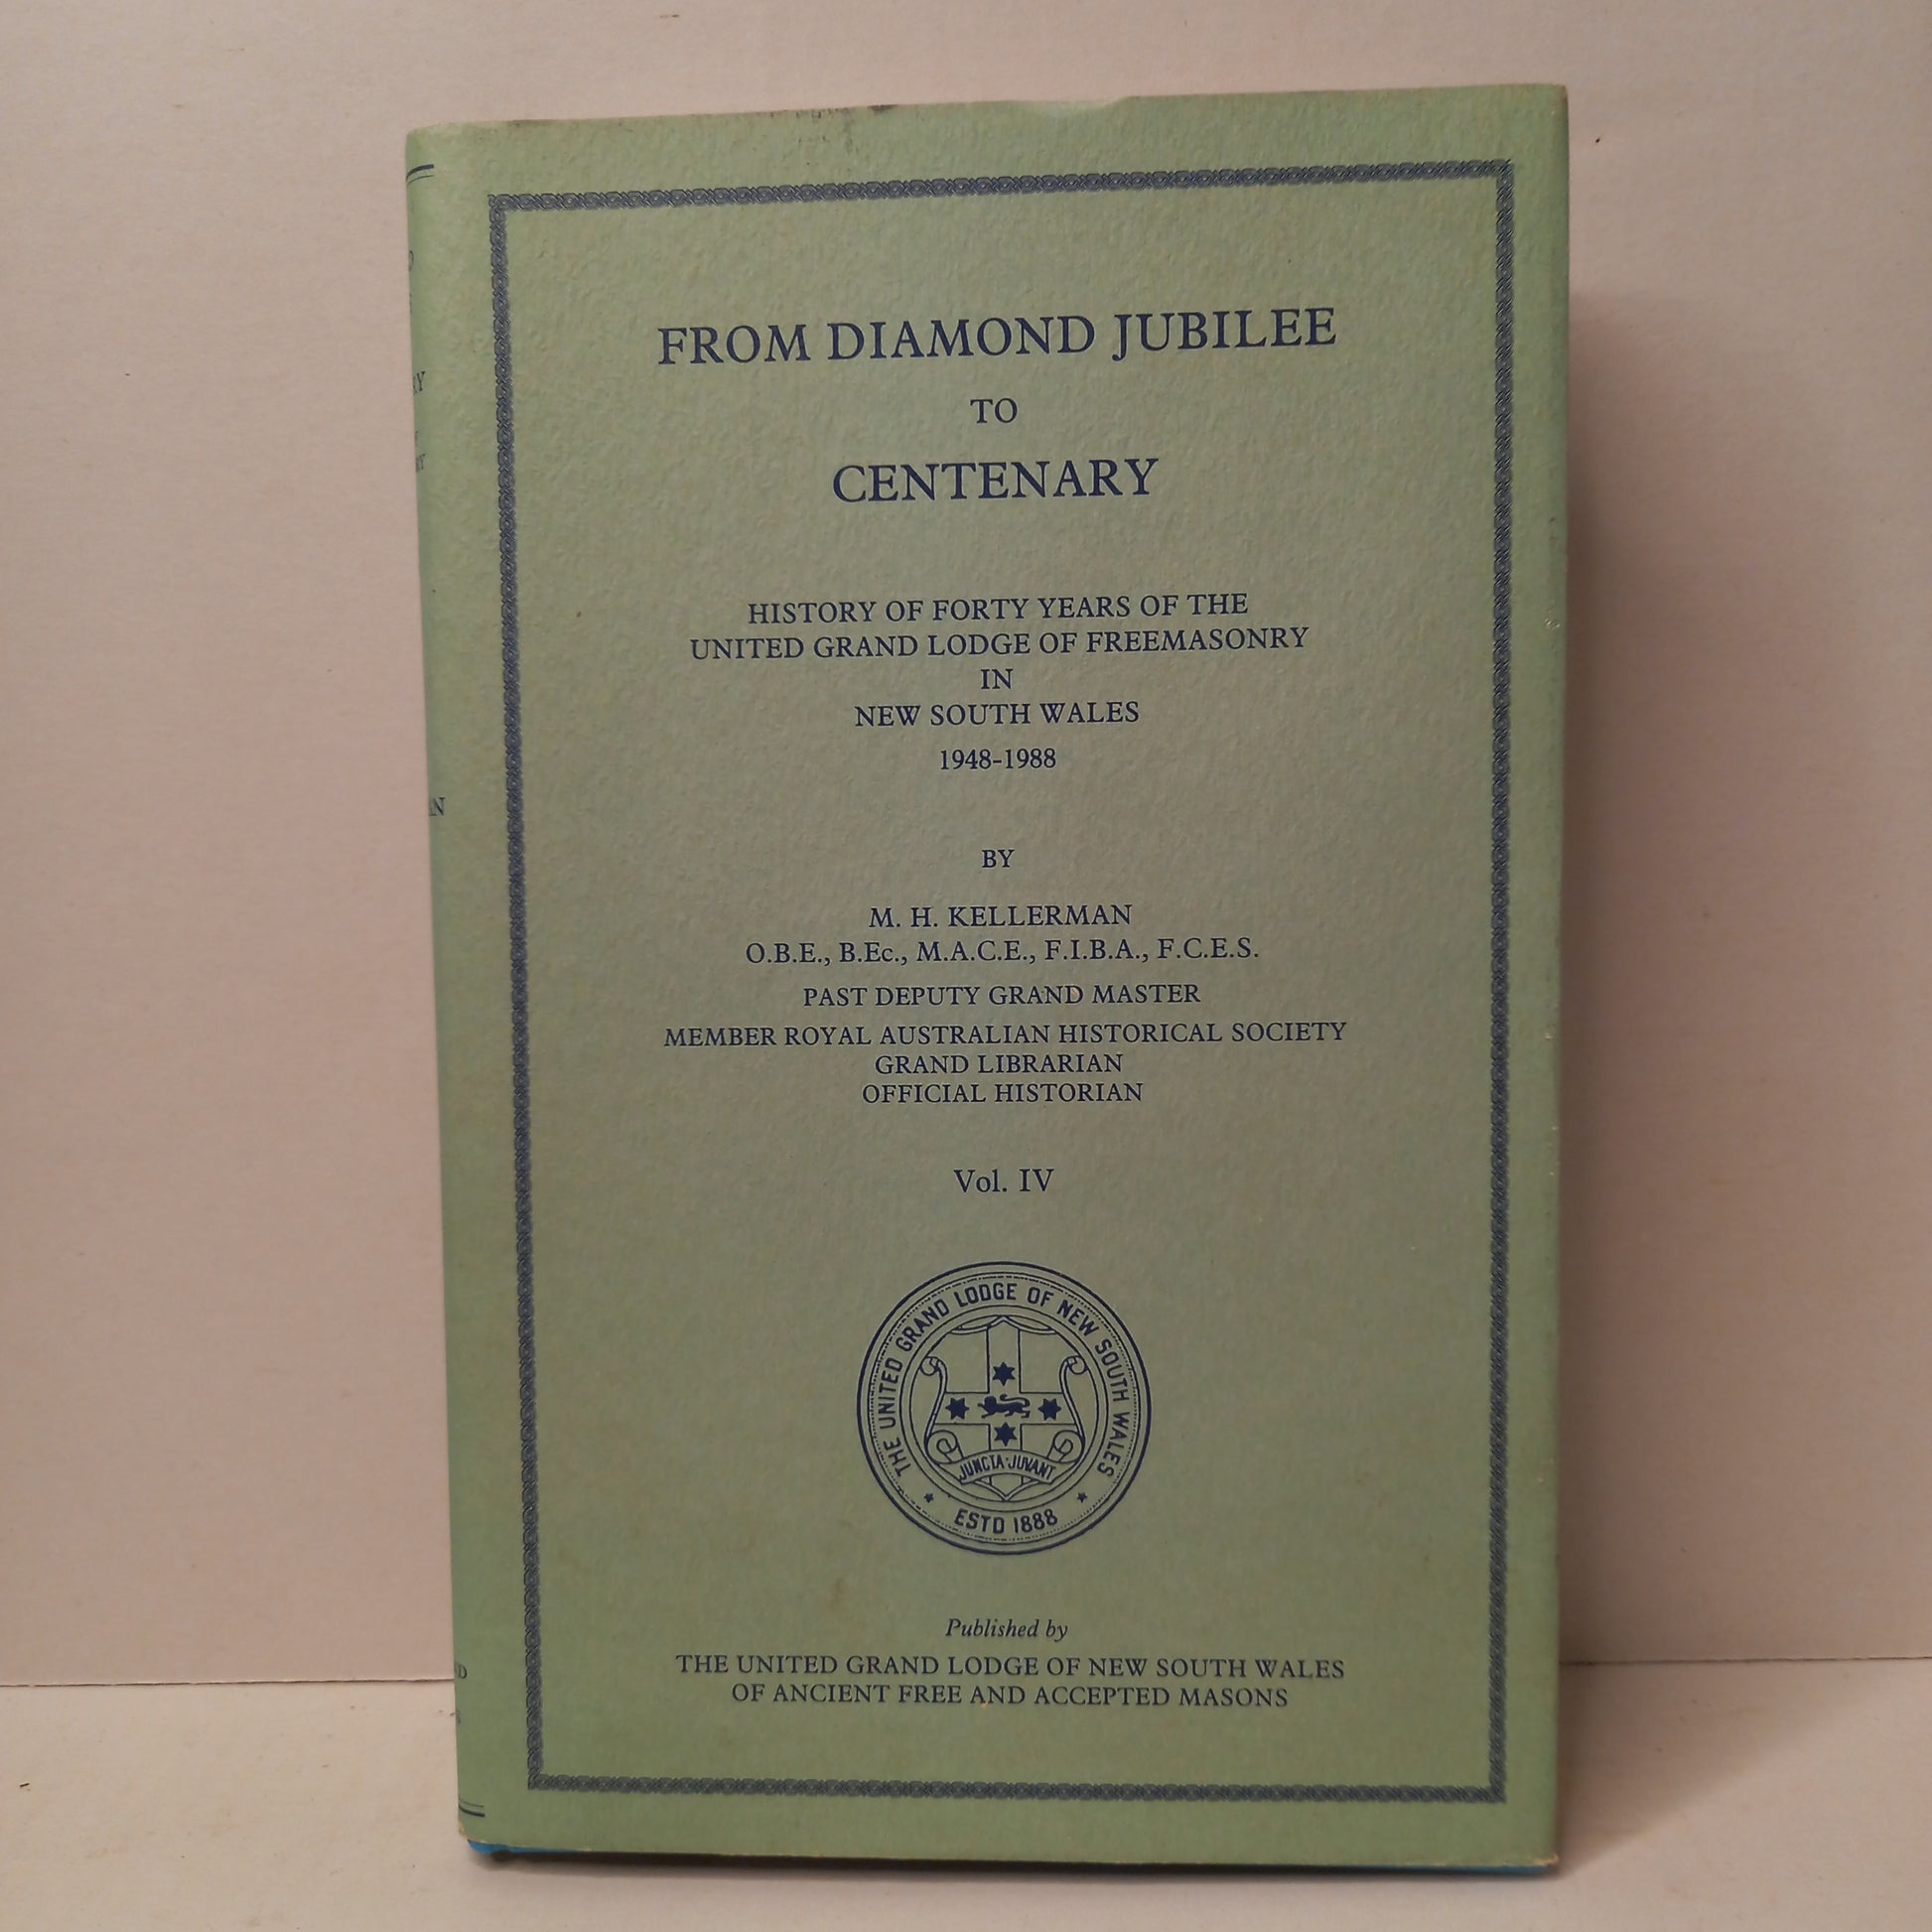 FROM DIAMOND JUBILEE
TO
CENTENARY
HISTORY OF FORTY YEARS OF THE
UNITED GRAND LODGE OF FREEMASONRY
IN
NEW SOUTH WALES
1948-1988
BY
M. H. KELLERMAN
O.B.E., B.Ec., M.A.C.E., F.I.B.A., F.C.E.S.
PAST DEPUTY GRAND MASTER
MEMBER ROYAL AUSTRALIAN HISTORICAL SOCIETY
GRAND LIBRARIAN
OFFICIAL HISTORIAN
Vol. IV
THE UNITED GRAND LODGE OF NEW SOUTH WALES
JUNCTA·JUVANT
ESTD 1888
Published by
THE UNITED GRAND LODGE OF NEW SOUTH WALES
OF ANCIENT FREE AND ACCEPTED MASONS